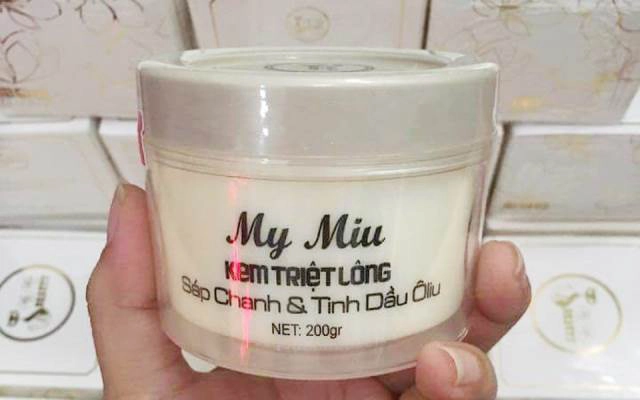 My Miu
Kem TRIỆT LÔNG
Sáp Chanh & Tinh Dầu Ôliu
NET: 200gr